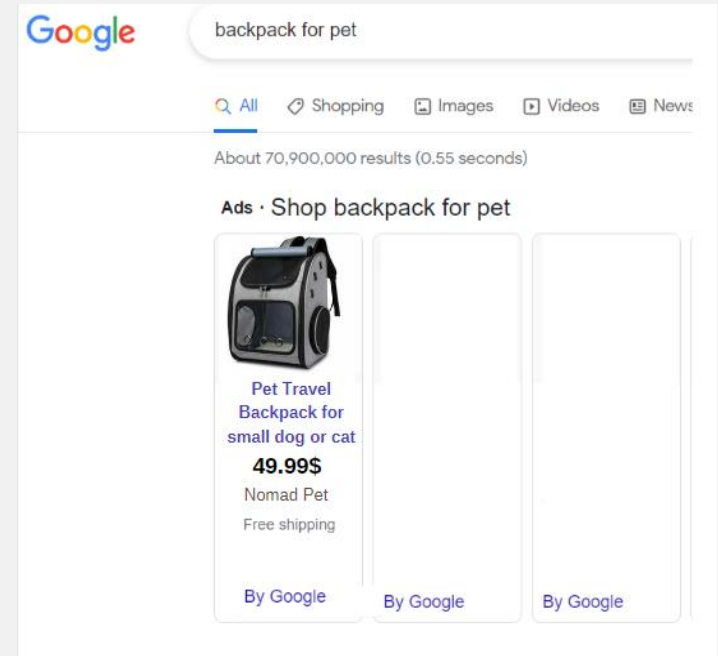 Google
backpack for pet
All Shopping Images Videos News
About 70,900,000 results (0.55 seconds)
Ads · Shop backpack for pet
Pet Travel
Backpack for
small dog or cat
49.99$
Nomad Pet
Free shipping
By Google
By Google
By Google